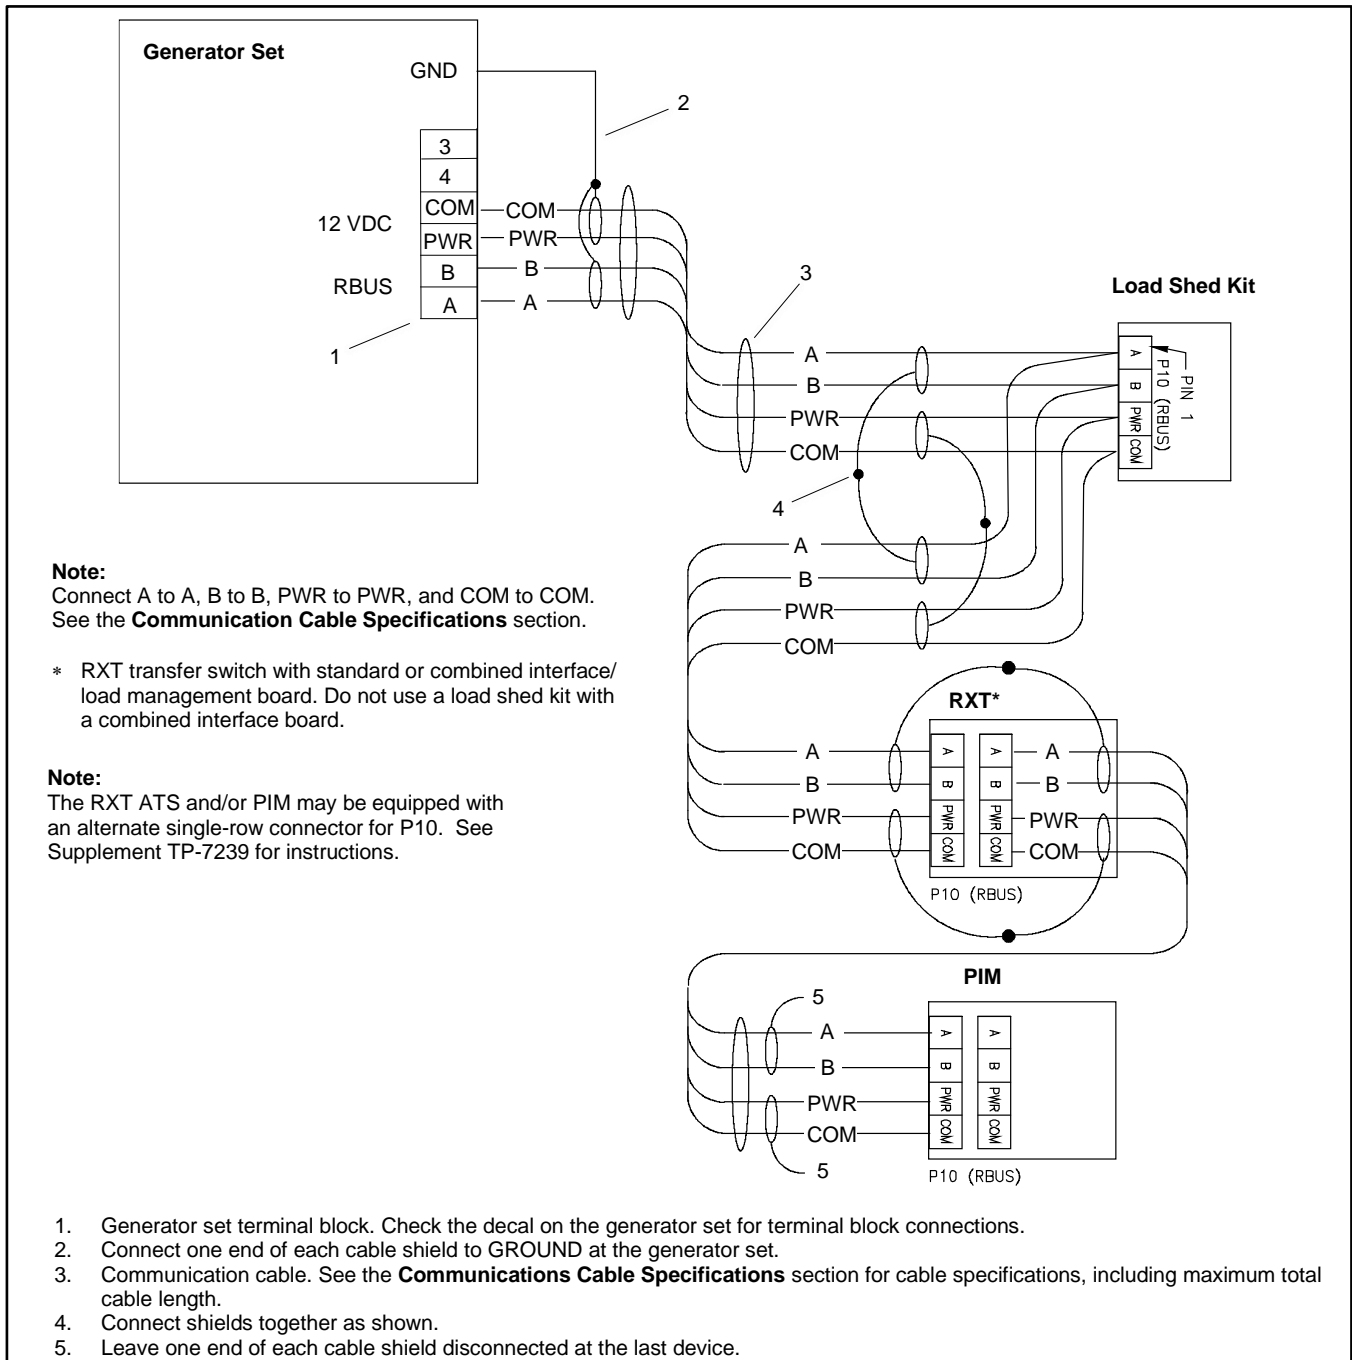 Generator Set
GND
2
3
4
COM
COM
12 VDC
PWR
PWR
B
B
RBUS
A
A
1
3
Load Shed Kit
A
B
PWR
COM
A
B
PWR
COM
P10 (RBUS)
PIN 1
4
A
B
PWR
COM
Note:
Connect A to A, B to B, PWR to PWR, and COM to COM.
See the Communication Cable Specifications section.
* RXT transfer switch with standard or combined interface/
load management board. Do not use a load shed kit with
a combined interface board.
Note:
The RXT ATS and/or PIM may be equipped with
an alternate single-row connector for P10. See
Supplement TP-7239 for instructions.
RXT*
A
B
PWR
COM
A
B
PWR
COM
A
B
PWR
COM
A
B
PWR
COM
P10 (RBUS)
PIM
5
A
B
PWR
COM
A
B
PWR
COM
A
B
PWR
COM
5
P10 (RBUS)
1. Generator set terminal block. Check the decal on the generator set for terminal block connections.
2. Connect one end of each cable shield to GROUND at the generator set.
3. Communication cable. See the Communications Cable Specifications section for cable specifications, including maximum total
cable length.
4. Connect shields together as shown.
5. Leave one end of each cable shield disconnected at the last device.